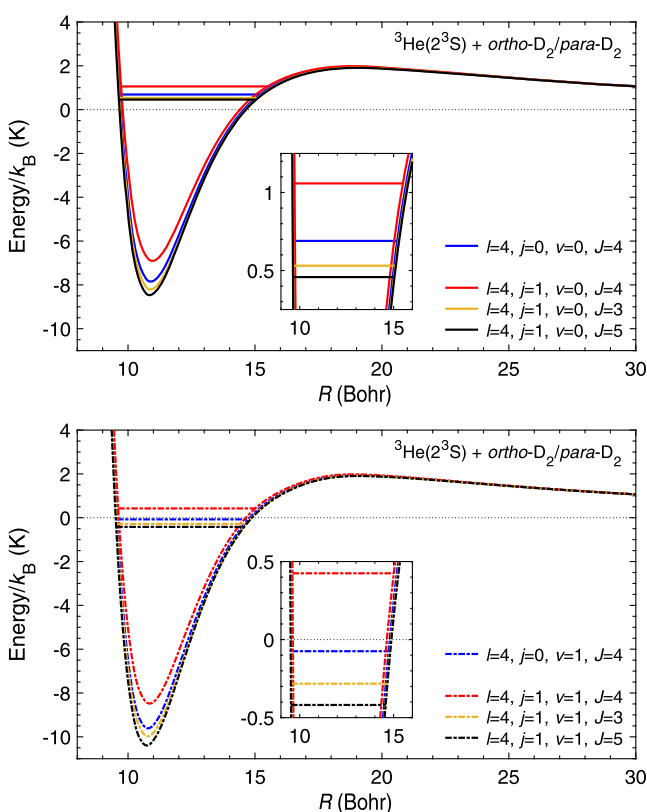 ³He(2³S) + ortho-D₂/para-D₂
4
2
0
-2
-4
-6
-8
-10
Energy/k_B (K)
1
0.5
10 15
l=4, j=0, v=0, J=4
l=4, j=1, v=0, J=4
l=4, j=1, v=0, J=3
l=4, j=1, v=0, J=5
10 15 20 25 30
R (Bohr)
³He(2³S) + ortho-D₂/para-D₂
4
2
0
-2
-4
-6
-8
-10
Energy/k_B (K)
0.5
0
-0.5
10 15
l=4, j=0, v=1, J=4
l=4, j=1, v=1, J=4
l=4, j=1, v=1, J=3
l=4, j=1, v=1, J=5
10 15 20 25 30
R (Bohr)